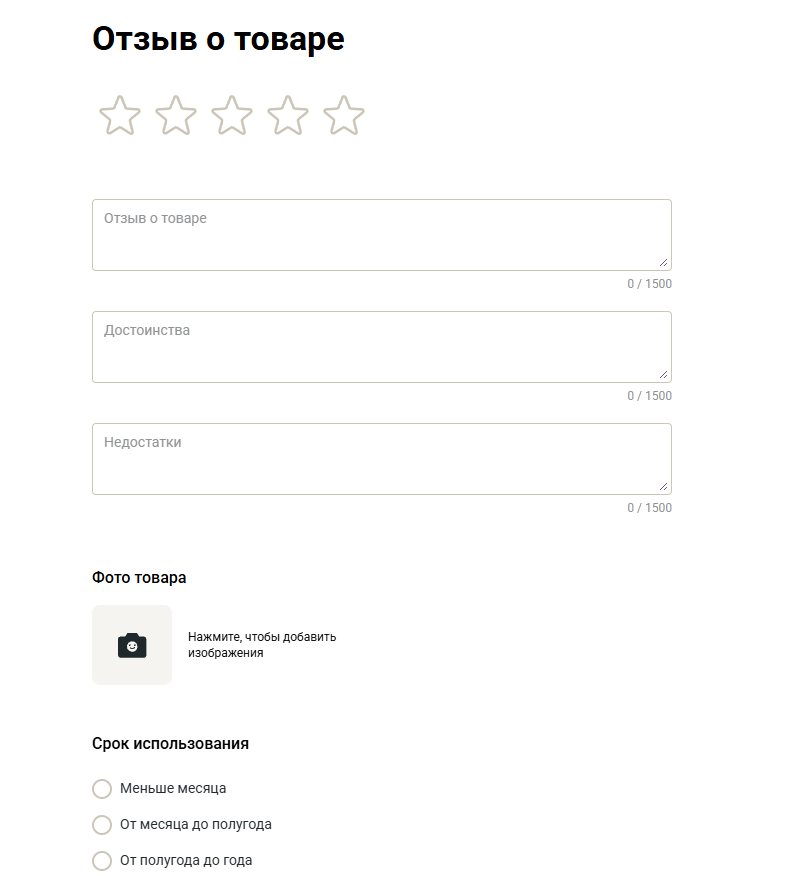 Отзыв о товаре
Отзыв о товаре
0 / 1500
Достоинства
0 / 1500
Недостатки
0 / 1500
Фото товара
Нажмите, чтобы добавить
изображения
Срок использования
Меньше месяца
От месяца до полугода
От полугода до года